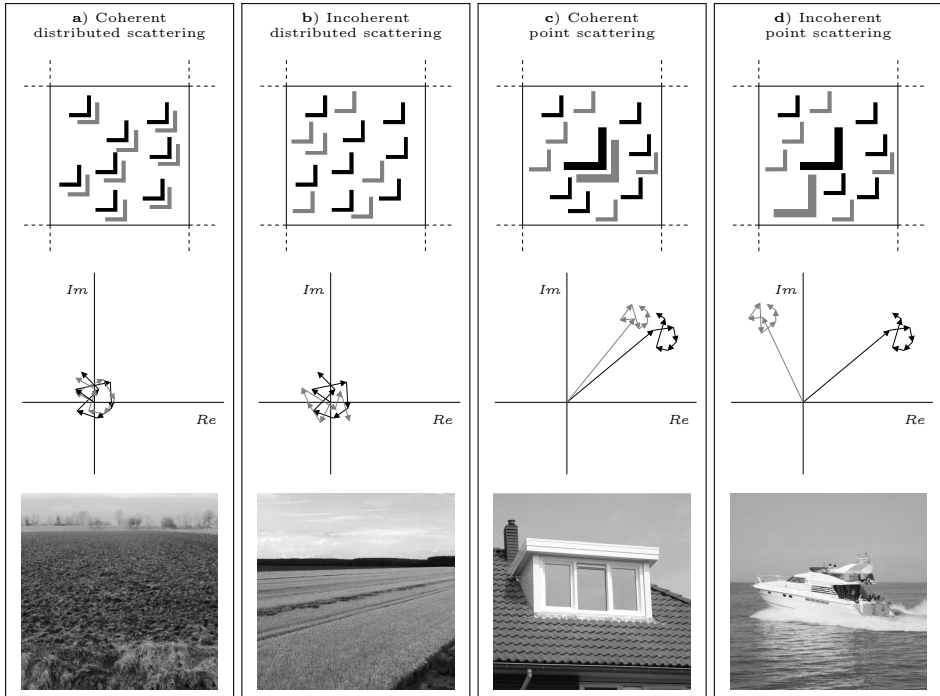 a) Coherent
distributed scattering
b) Incoherent
distributed scattering
c) Coherent
point scattering
d) Incoherent
point scattering
Im
Re
Im
Re
Im
Re
Im
Re